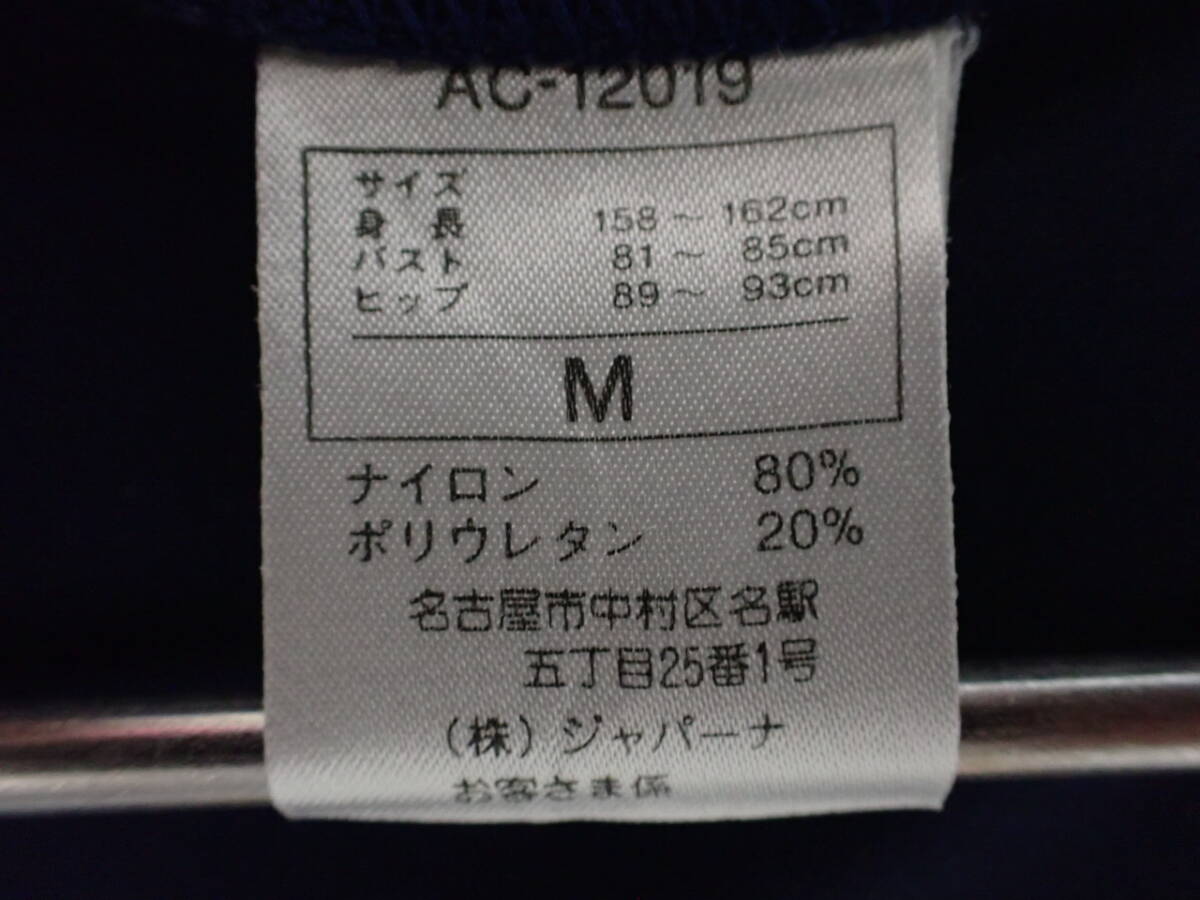 AC-12019
サイズ
身長 158～162cm
バスト 81～ 85cm
ヒップ 89～ 93cm
M
ナイロン 80%
ポリウレタン 20%
名古屋市中村区名駅
五丁目25番1号
(株)ジャパーナ
お客さま係